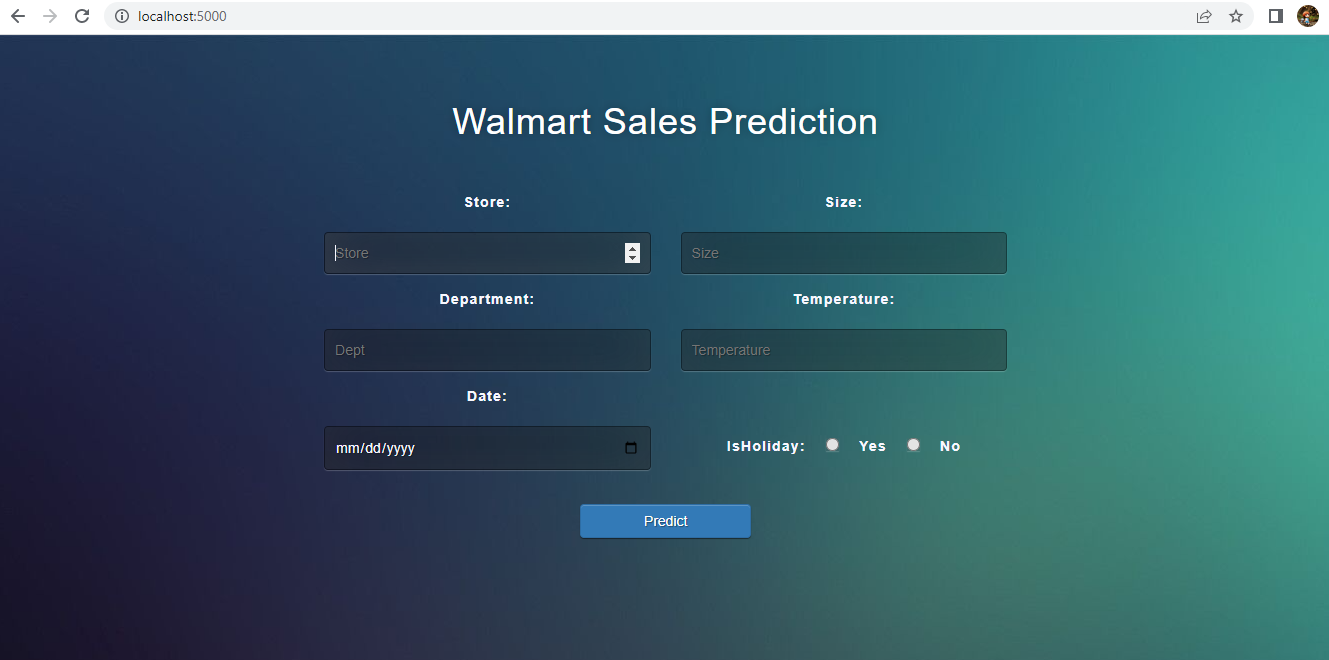 localhost:5000
Walmart Sales Prediction
Store: Size:
Store Size
Department: Temperature:
Dept Temperature
Date:
mm/dd/yyyy IsHoliday: Yes No
Predict